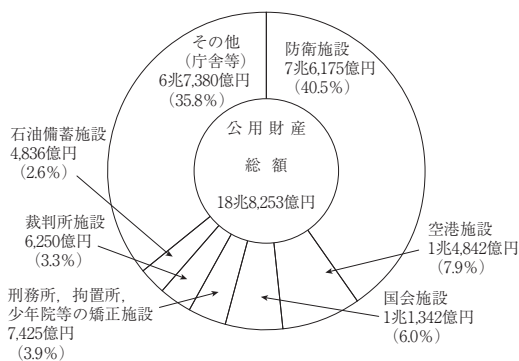 その他
(庁舎等)
6兆7,380億円
(35.8%)
防衛施設
7兆6,175億円
(40.5%)
公用財産
総額
18兆8,253億円
石油備蓄施設
4,836億円
(2.6%)
裁判所施設
6,250億円
(3.3%)
刑務所,拘置所,
少年院等の矯正施設
7,425億円
(3.9%)
国会施設
1兆1,342億円
(6.0%)
空港施設
1兆4,842億円
(7.9%)